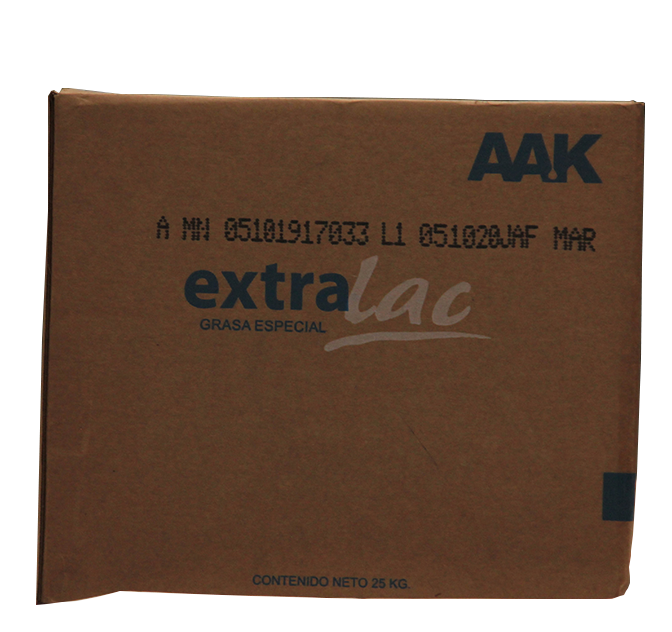 AAK
A MN 05101917033 L1 051020JAF MAR
extralac
GRASA ESPECIAL
CONTENIDO NETO 25 KG.